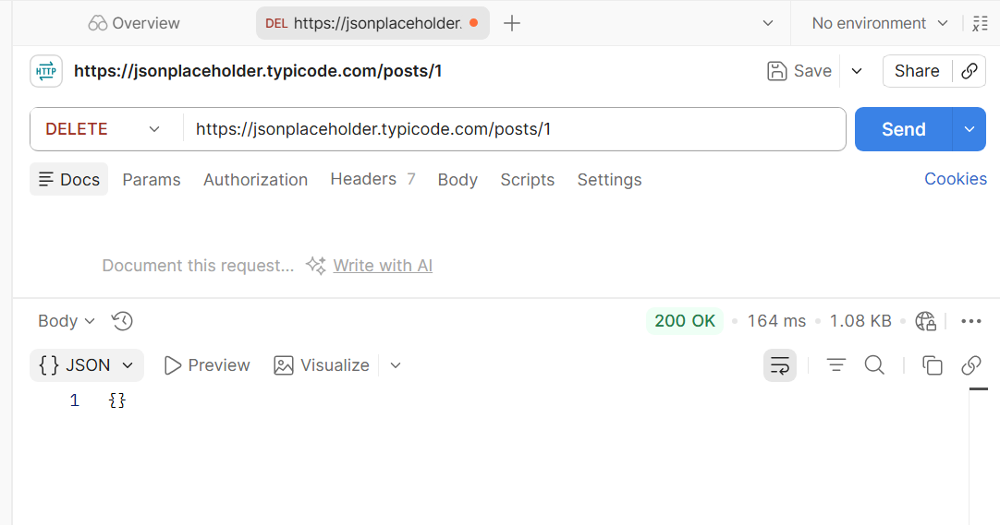 Overview DEL https://jsonplaceholder. No environment
HTTP https://jsonplaceholder.typicode.com/posts/1 Save Share
DELETE https://jsonplaceholder.typicode.com/posts/1 Send
Docs Params Authorization Headers 7 Body Scripts Settings Cookies
Document this request... Write with AI
Body 200 OK 164 ms 1.08 KB
{} JSON Preview Visualize
1 {}